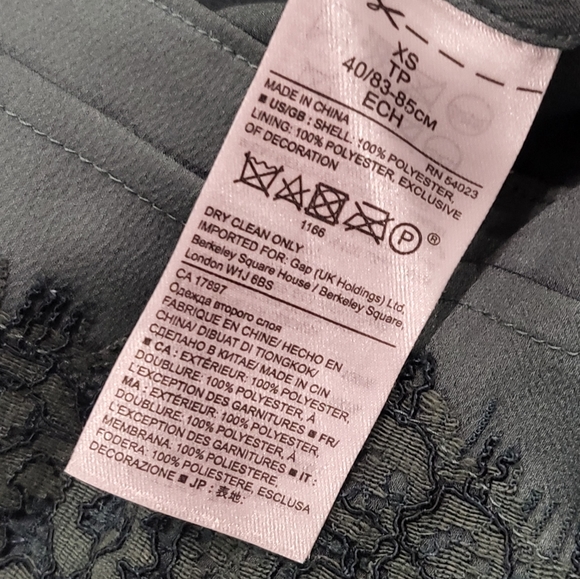 XS
TP
40/83-85CM
ECH
RN 54023
MADE IN CHINA
■ US/GB : SHELL: 100% POLYESTER,
LINING: 100% POLYESTER, EXCLUSIVE
OF DECORATION
P ®
1166
DRY CLEAN ONLY
IMPORTED FOR: Gap (UK Holdings) Ltd,
Berkeley Square House / Berkeley Square,
London W1J 6BS
CA 17897
Одежда второго слоя
FABRIQUÉ EN CHINE/ HECHO EN
CHINA/ DIBUAT DI TIONGKOK/
СДЕЛАНО В КИТАЕ/ MADE IN CIN
■ CA : EXTÉRIEUR: 100% POLYESTER,
DOUBLURE: 100% POLYESTER, À
L'EXCEPTION DES GARNITURES ■ FR/
MA : EXTÉRIEUR: 100% POLYESTER,
DOUBLURE: 100% POLYESTER, À
L'EXCEPTION DES GARNITURES ■ IT :
MEMBRANA: 100% POLIESTERE,
FODERA: 100% POLIESTERE, ESCLUSA
DECORAZIONE ■ JP : 表地: